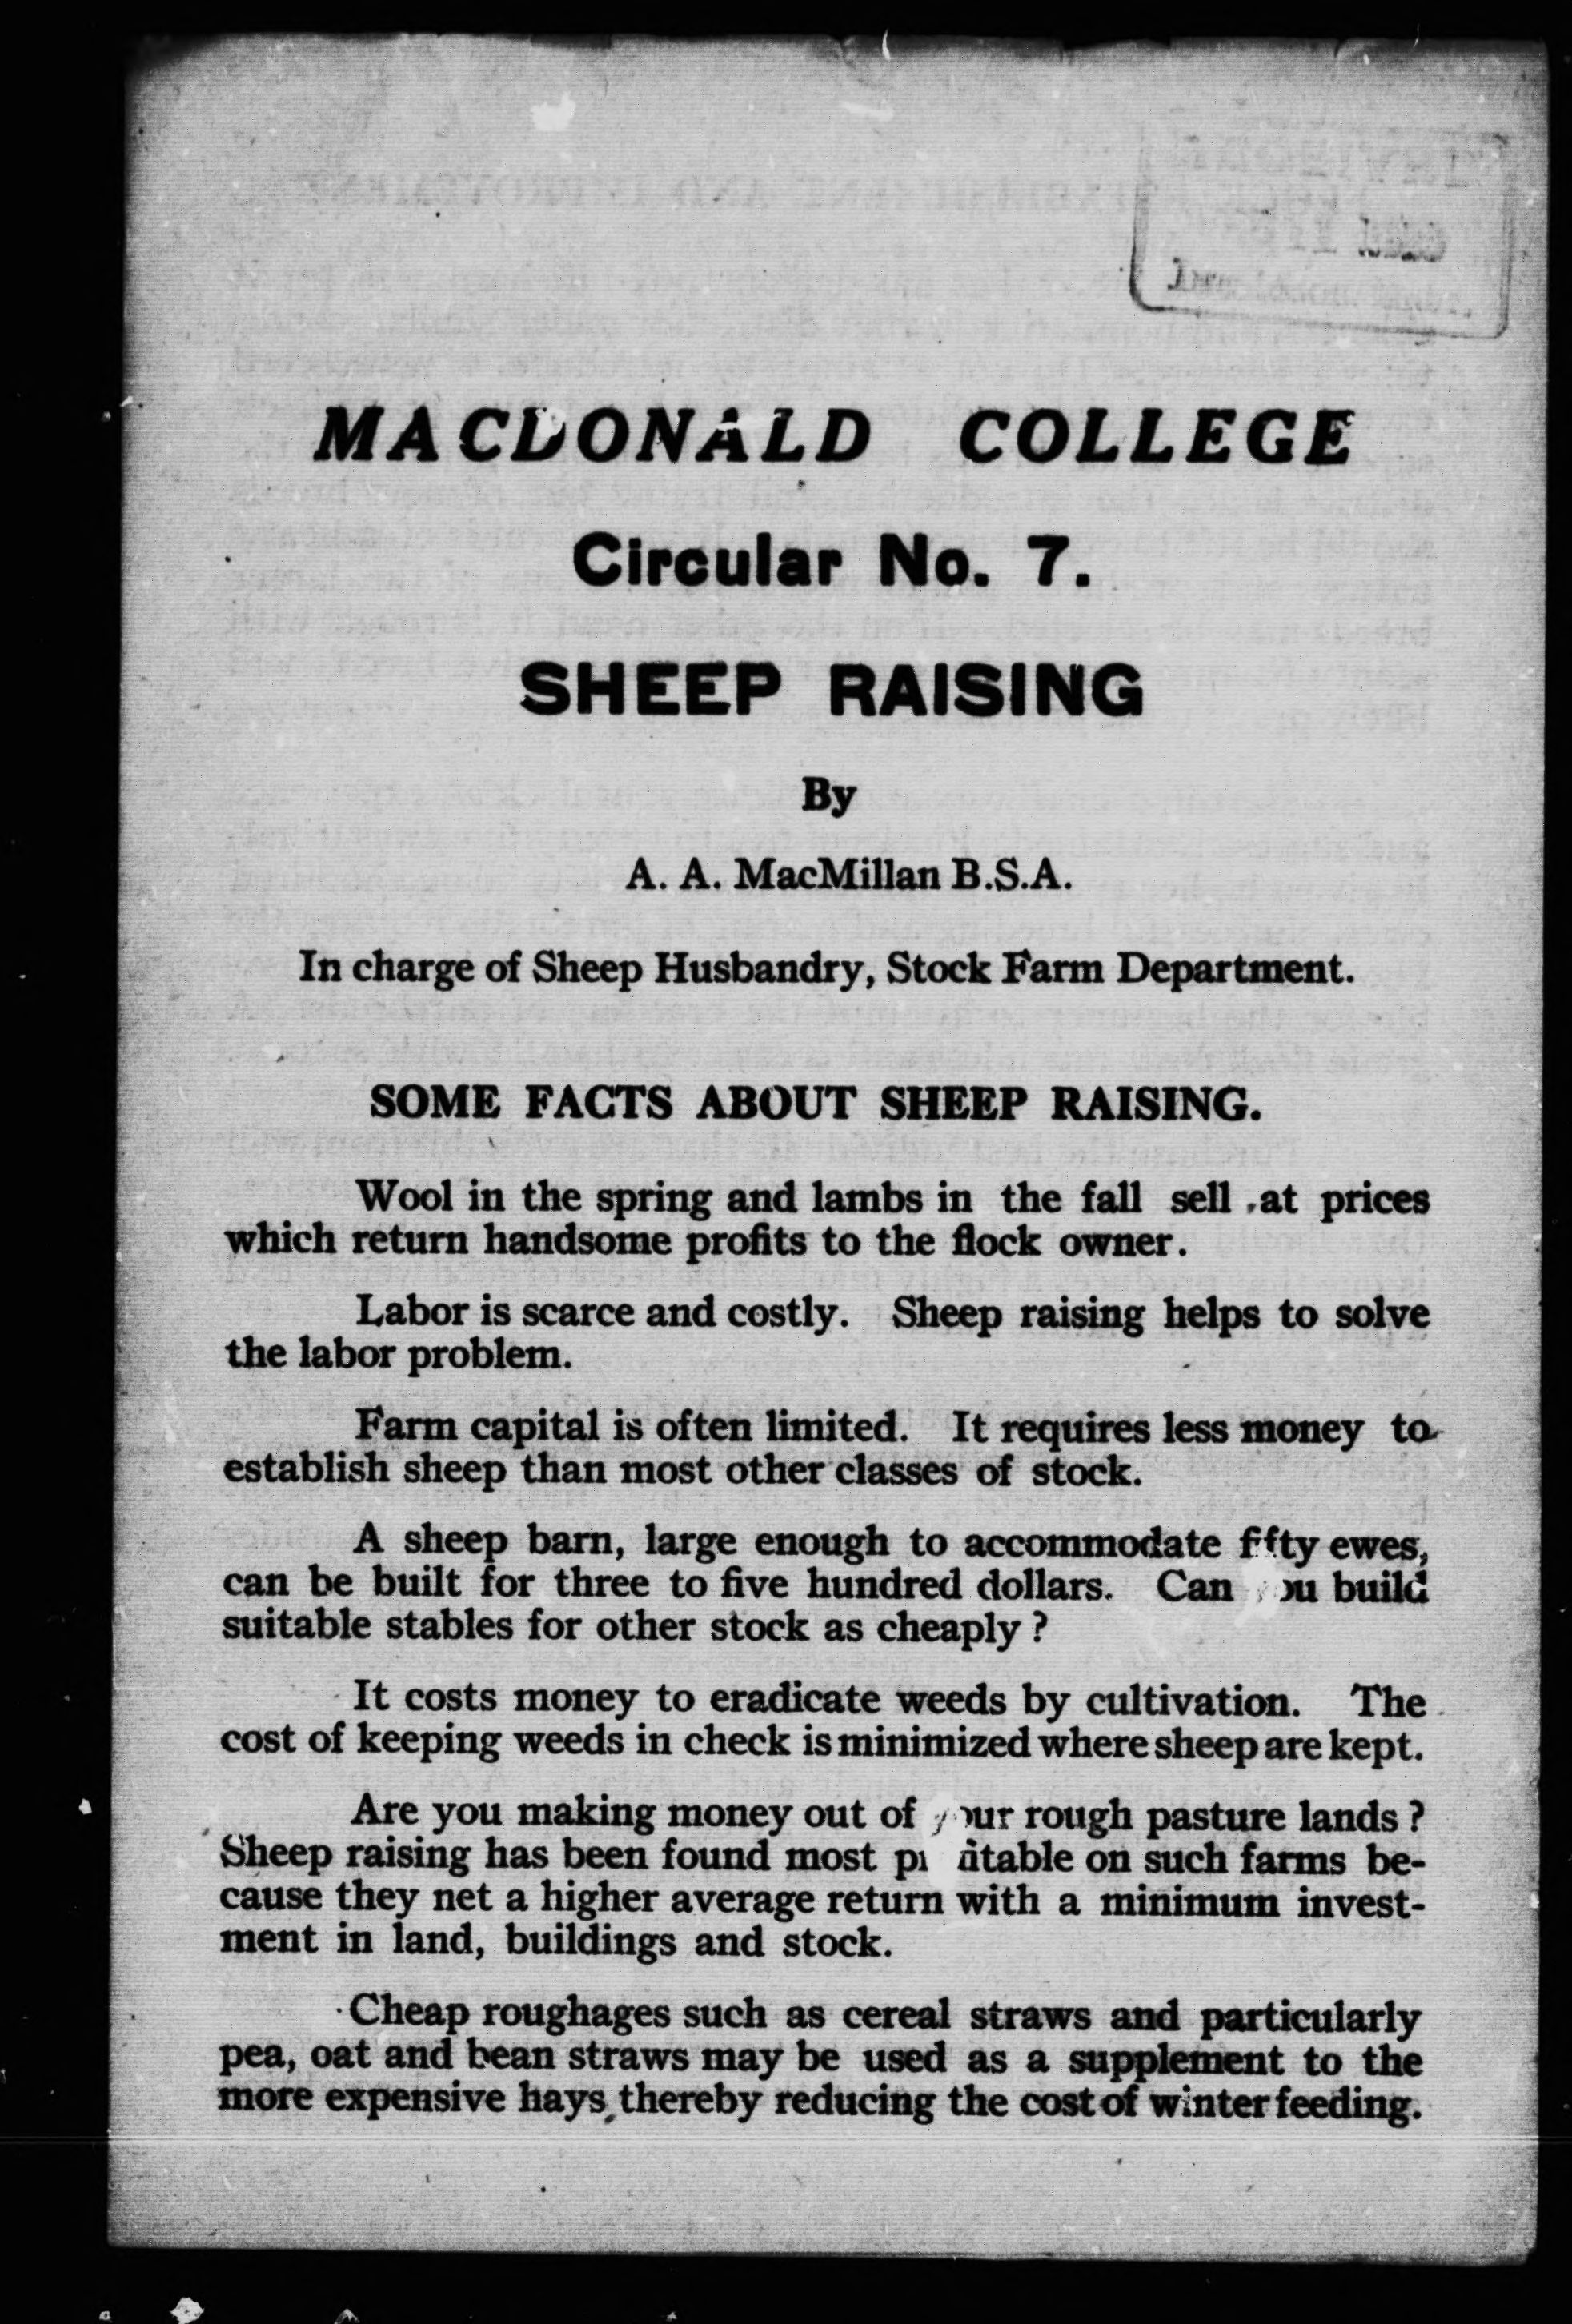 MACDONALD COLLEGE
Circular No. 7.
SHEEP RAISING
By
A. A. MacMillan B.S.A.
In charge of Sheep Husbandry, Stock Farm Department.
SOME FACTS ABOUT SHEEP RAISING.
Wool in the spring and lambs in the fall sell at prices
which return handsome profits to the flock owner.
Labor is scarce and costly. Sheep raising helps to solve
the labor problem.
Farm capital is often limited. It requires less money to
establish sheep than most other classes of stock.
A sheep barn, large enough to accommodate fifty ewes,
can be built for three to five hundred dollars. Can you build
suitable stables for other stock as cheaply ?
It costs money to eradicate weeds by cultivation. The
cost of keeping weeds in check is minimized where sheep are kept.
Are you making money out of your rough pasture lands ?
Sheep raising has been found most profitable on such farms be-
cause they net a higher average return with a minimum invest-
ment in land, buildings and stock.
Cheap roughages such as cereal straws and particularly
pea, oat and bean straws may be used as a supplement to the
more expensive hays, thereby reducing the cost of winter feeding.